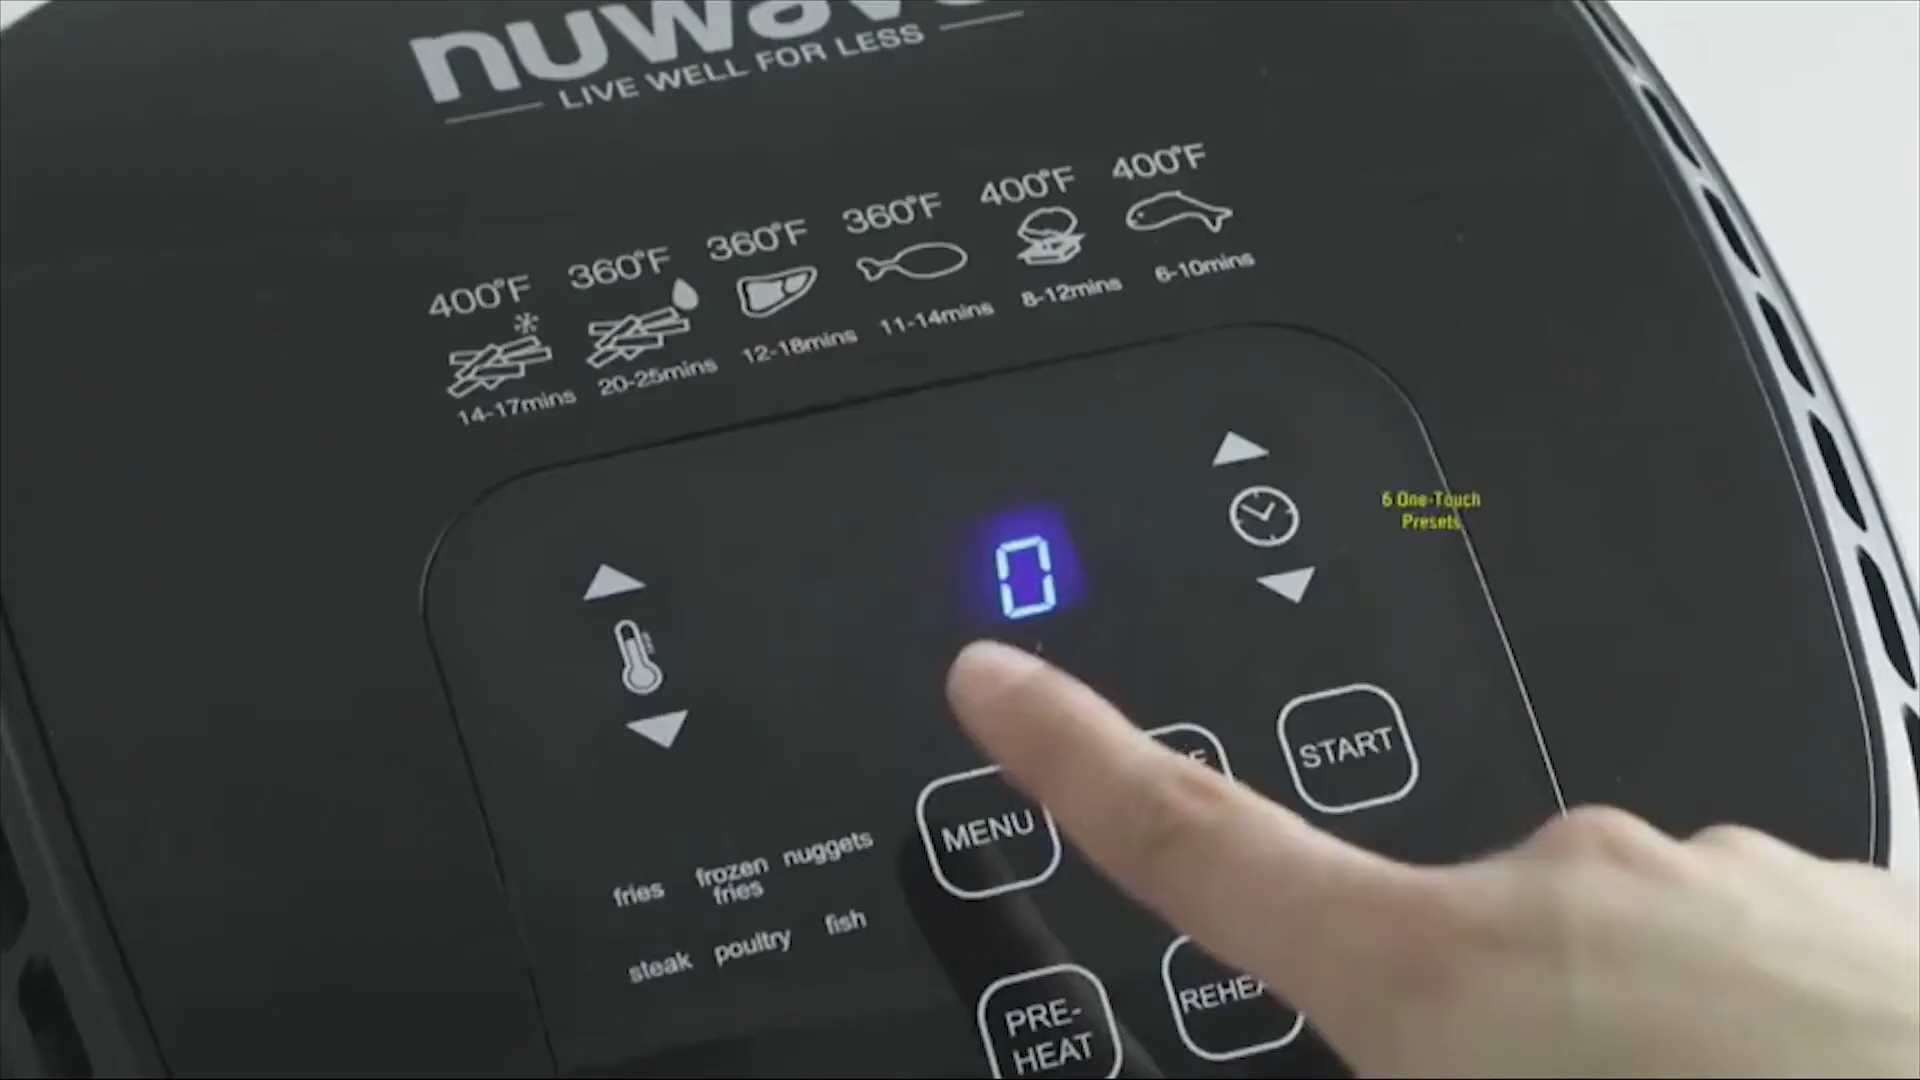 nuwave
LIVE WELL FOR LESS
400°F 360°F 360°F 360°F 400°F 400°F
14-17mins 20-25mins 12-18mins 11-14mins 8-12mins 6-10mins
0
6 One-Touch
Presets
START
MENU
fries frozen fries nuggets
steak poultry fish
PRE-
HEAT